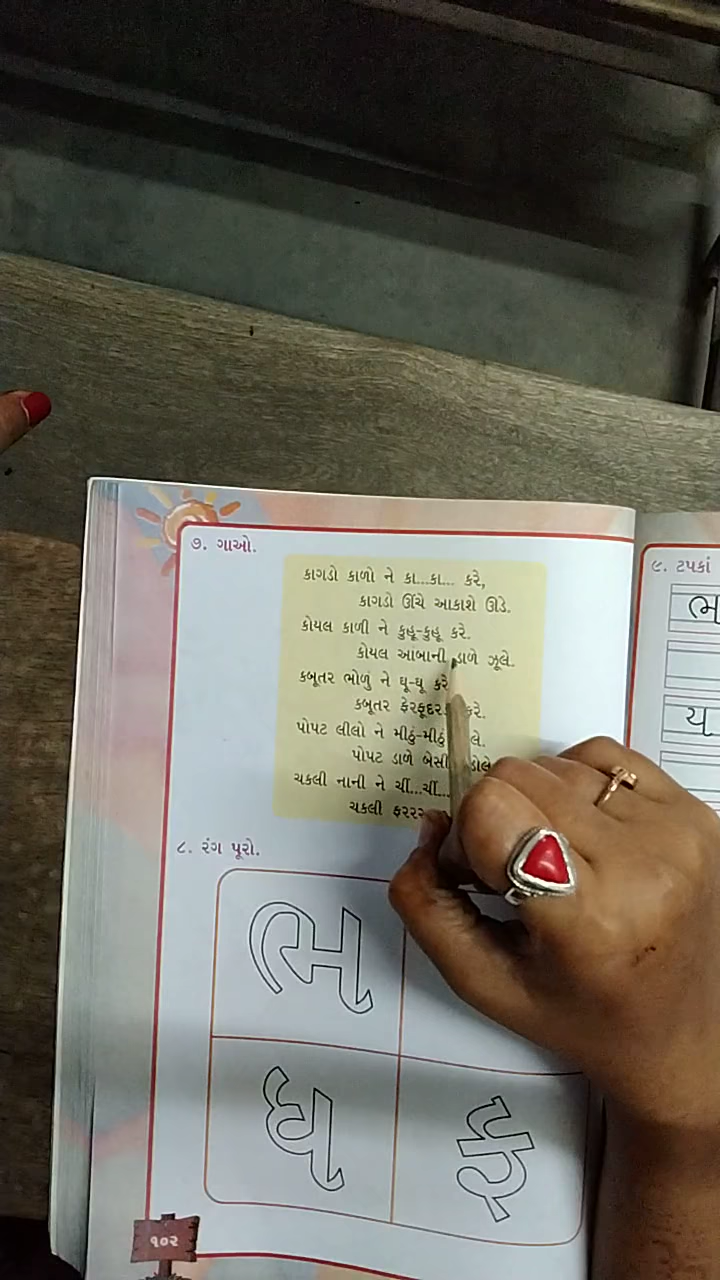 ૭. ગાઓ.
કાગડો કાળો ને કા...કા... કરે,
કાગડો ઊંચે આકાશે ઊડે.
કોયલ કાળી ને કુહૂ-કુહૂ કરે.
કોયલ આંબાની ડાળે ઝૂલે.
કબૂતર ભોળું ને ઘૂ-ઘૂ કરે
કબૂતર કરે.
પોપટ લીલો ને મીઠું-મીઠું
પોપટ ડાળે બેસી ડોલે
ચકલી નાની ને ચીં...ચીં...
ચકલી
૮. રંગ પૂરો.
ભ
ઘ
ફ
૧૦૨
૯. ટપકાં
ભ
ય